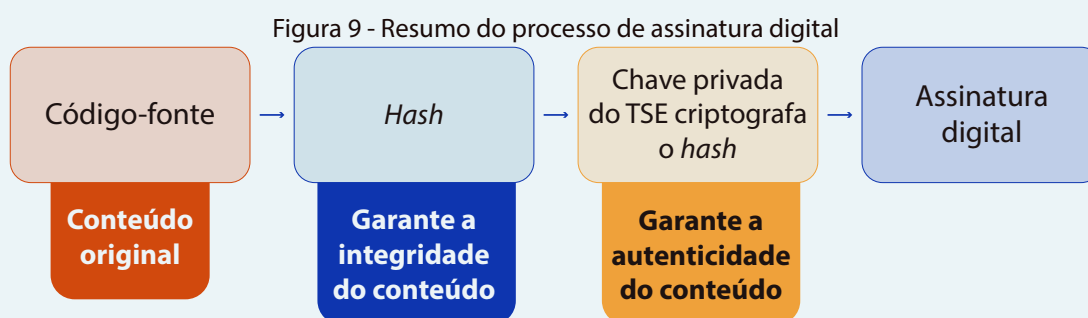 Figura 9 - Resumo do processo de assinatura digital
Código-fonte
→
Hash
→
Chave privada
do TSE criptografa
o hash
→
Assinatura
digital
Conteúdo
original
Garante a
integridade
do conteúdo
Garante a
autenticidade
do conteúdo